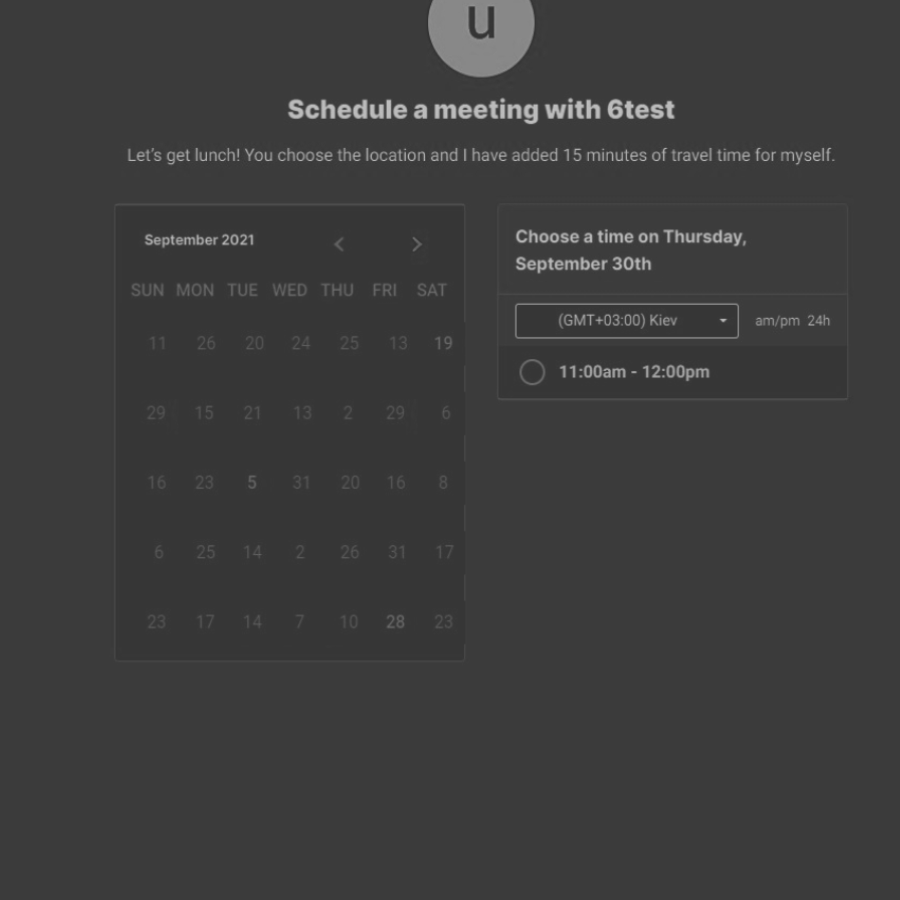 u
Schedule a meeting with 6test
Let's get lunch! You choose the location and I have added 15 minutes of travel time for myself.
September 2021
SUN MON TUE WED THU FRI SAT
11 26 20 24 25 13 19
29 15 21 13 2 29 6
16 23 5 31 20 16 8
6 25 14 2 26 31 17
23 17 14 7 10 28 23
Choose a time on Thursday,
September 30th
(GMT+03:00) Kiev am/pm 24h
11:00am - 12:00pm